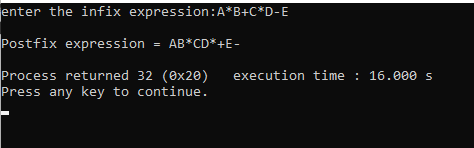 enter the infix expression:A*B+C*D-E
Postfix expression = AB*CD*+E-
Process returned 32 (0x20)   execution time : 16.000 s
Press any key to continue.